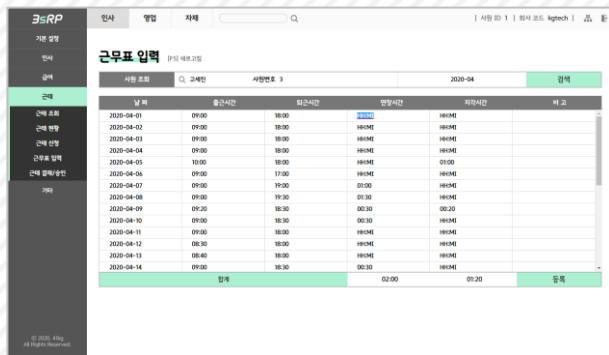 3sRP
인사 영업 자재
| 사원 ID 1 | 회사 코드 kgtech |
기본 설정
인사
급여
근태
근태 조회
근태 현황
근태 신청
근무표 입력
근태 결재/승인
기타
근무표 입력 [F5] 새로고침
사원 조회 고세진 사원번호 3 2020-04 검색
날 짜 출근시간 퇴근시간 연장시간 지각시간 비 고
2020-04-01 09:00 18:00 HH:MI HH:MI
2020-04-02 09:00 18:00 HH:MI HH:MI
2020-04-03 09:00 18:00 HH:MI HH:MI
2020-04-04 09:00 18:00 HH:MI HH:MI
2020-04-05 10:00 18:00 HH:MI 01:00
2020-04-06 09:00 17:00 HH:MI HH:MI
2020-04-07 09:00 19:00 01:00 HH:MI
2020-04-08 09:00 19:30 01:30 HH:MI
2020-04-09 09:20 18:30 00:30 00:20
2020-04-10 09:00 18:30 00:30 HH:MI
2020-04-11 09:00 18:00 HH:MI HH:MI
2020-04-12 08:30 18:00 HH:MI HH:MI
2020-04-13 08:40 18:00 HH:MI HH:MI
2020-04-14 09:00 18:30 00:30 HH:MI
합계 02:00 01:20 등록
All Rights Reserved.